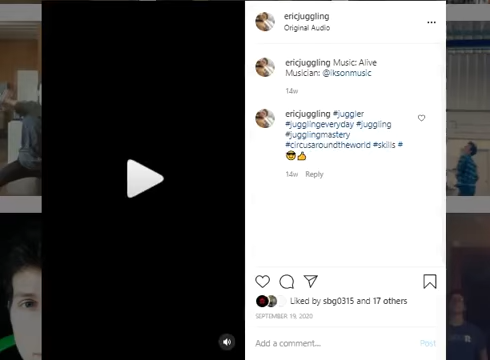 ericjuggling
Original Audio
ericjuggling Music: Alive
Musician: @iksonmusic
14w
ericjuggling #juggler
#jugglingeveryday #juggling
#jugglingmastery
#circusaroundtheworld #skills #
😎👍
14w Reply
Liked by sbg0315 and 17 others
SEPTEMBER 19, 2020
Add a comment...
Post